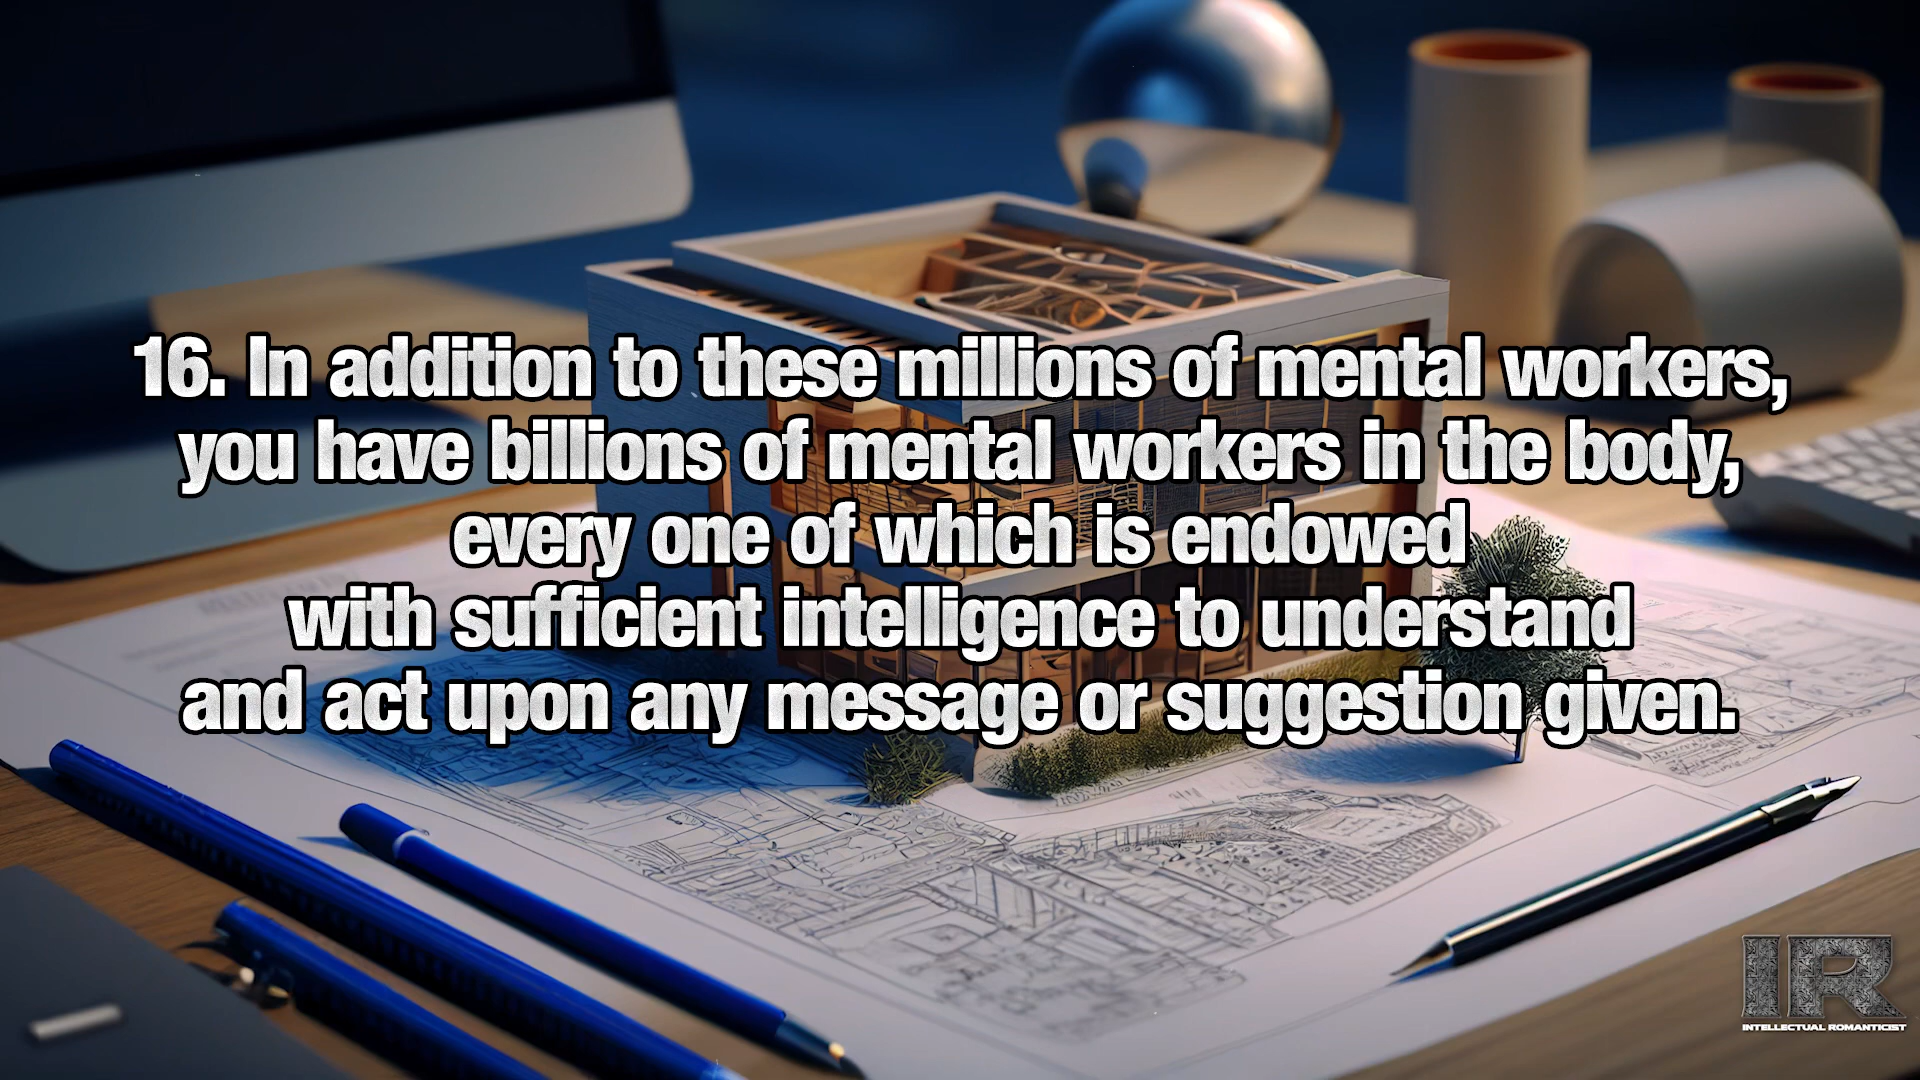 16. In addition to these millions of mental workers,
you have billions of mental workers in the body,
every one of which is endowed
with sufficient intelligence to understand
and act upon any message or suggestion given.
IR
INTELLECTUAL ROMANTICIST